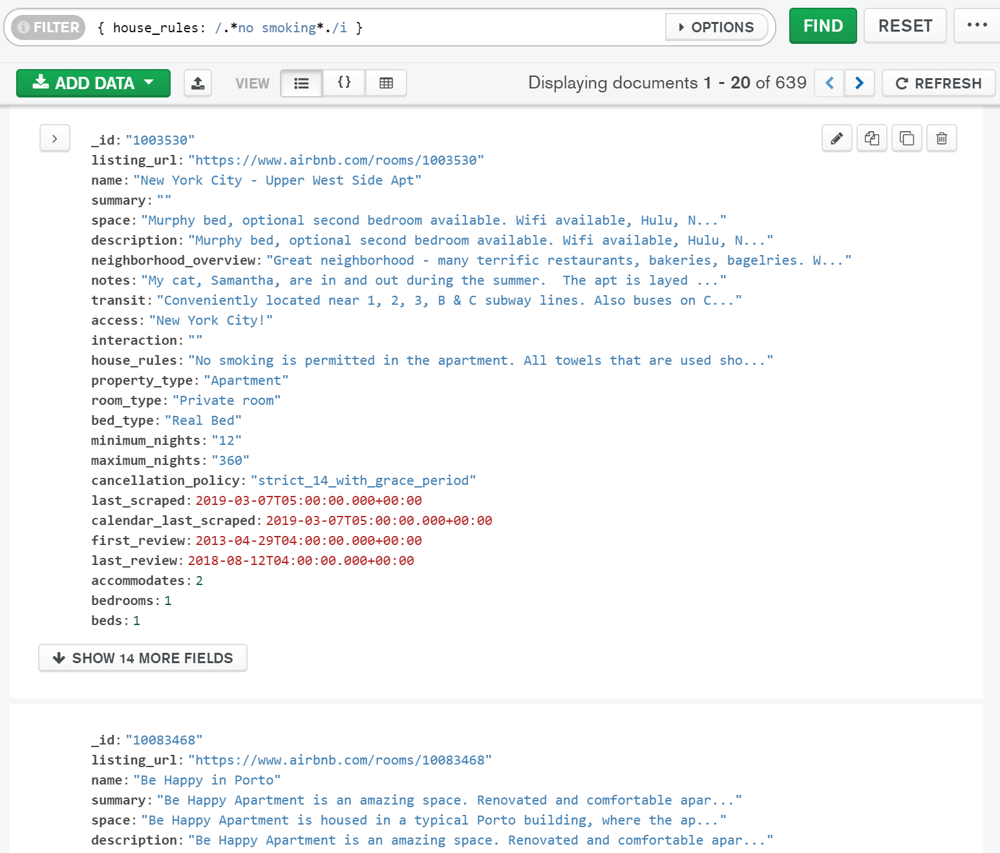 FILTER { house_rules: /.*no smoking*./i } OPTIONS FIND RESET ...
ADD DATA VIEW {} Displaying documents 1 - 20 of 639 REFRESH
_id: "1003530"
listing_url: "https://www.airbnb.com/rooms/1003530"
name: "New York City - Upper West Side Apt"
summary: ""
space: "Murphy bed, optional second bedroom available. Wifi available, Hulu, N..."
description: "Murphy bed, optional second bedroom available. Wifi available, Hulu, N..."
neighborhood_overview: "Great neighborhood - many terrific restaurants, bakeries, bagelries. W..."
notes: "My cat, Samantha, are in and out during the summer.  The apt is layed ..."
transit: "Conveniently located near 1, 2, 3, B & C subway lines. Also buses on C..."
access: "New York City!"
interaction: ""
house_rules: "No smoking is permitted in the apartment. All towels that are used sho..."
property_type: "Apartment"
room_type: "Private room"
bed_type: "Real Bed"
minimum_nights: "12"
maximum_nights: "360"
cancellation_policy: "strict_14_with_grace_period"
last_scraped: 2019-03-07T05:00:00.000+00:00
calendar_last_scraped: 2019-03-07T05:00:00.000+00:00
first_review: 2013-04-29T04:00:00.000+00:00
last_review: 2018-08-12T04:00:00.000+00:00
accommodates: 2
bedrooms: 1
beds: 1
SHOW 14 MORE FIELDS
_id: "10083468"
listing_url: "https://www.airbnb.com/rooms/10083468"
name: "Be Happy in Porto"
summary: "Be Happy Apartment is an amazing space. Renovated and comfortable apar..."
space: "Be Happy Apartment is housed in a typical Porto building, where the ap..."
description: "Be Happy Apartment is an amazing space. Renovated and comfortable apar..."